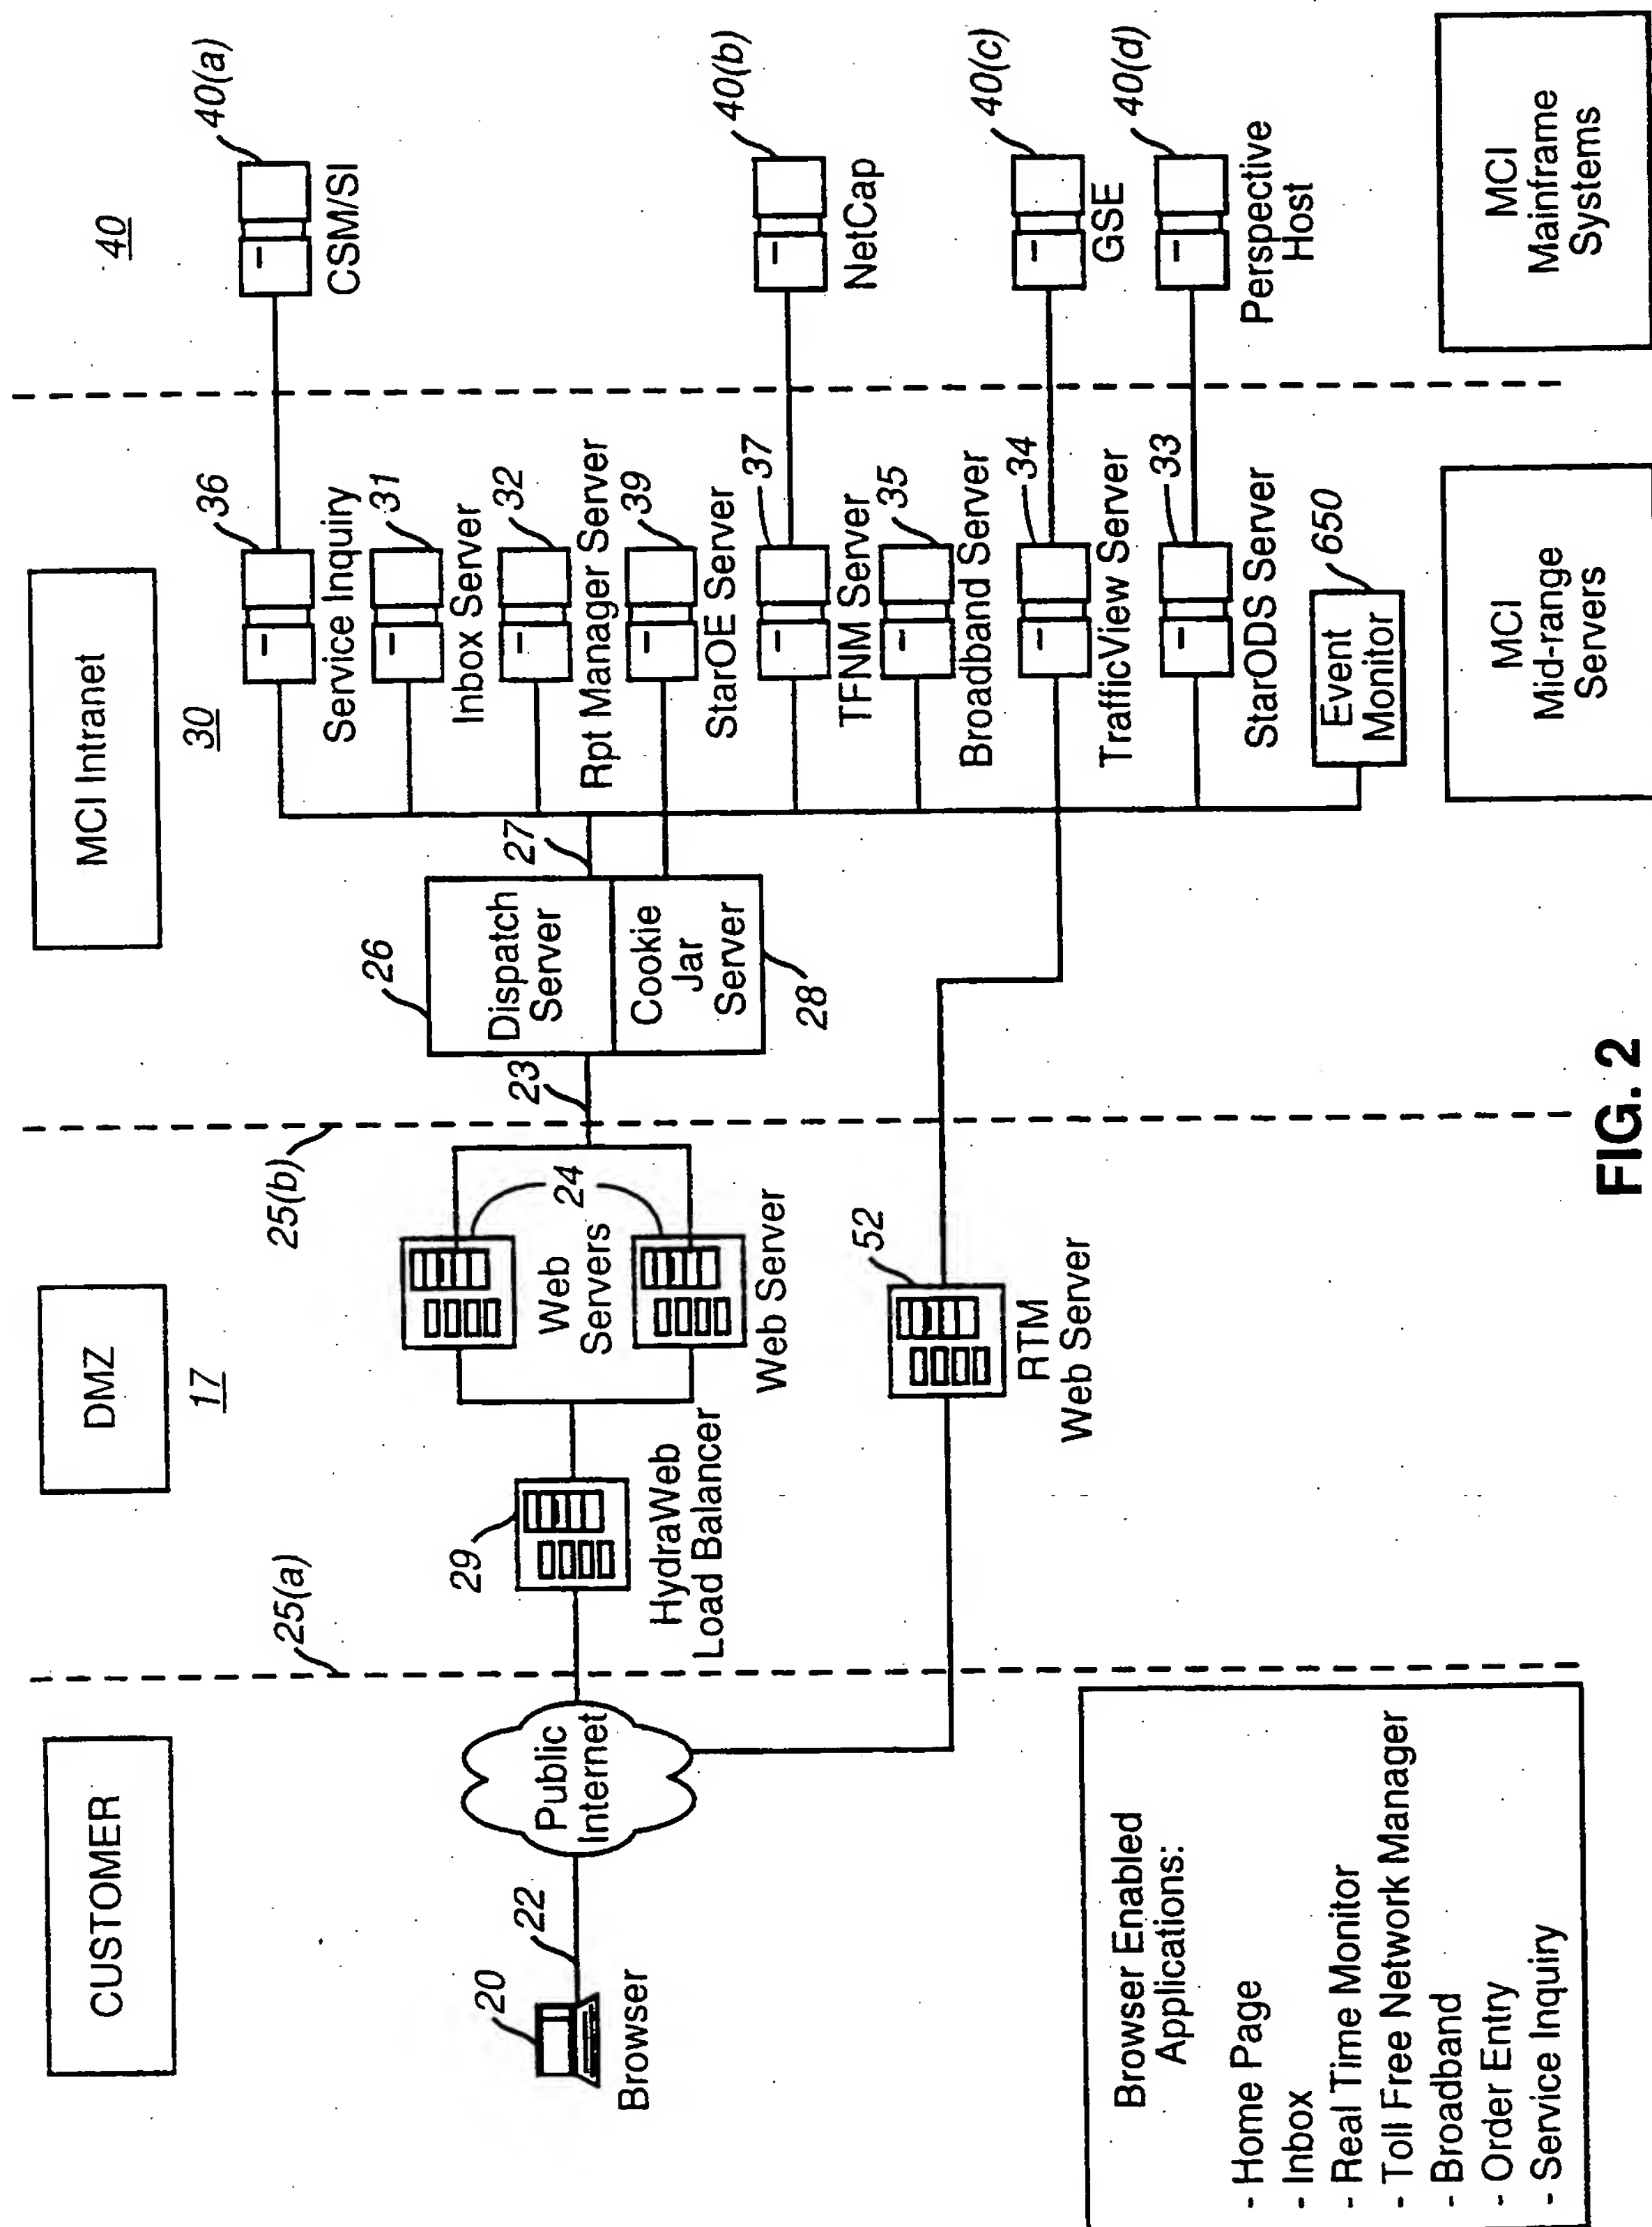 CUSTOMER
DMZ
17
MCI Intranet
30
40
25(a)
25(b)
20
Browser
22
Public
Internet
29
HydraWeb
Load Balancer
24
Web
Servers
Web Server
52
RTM
Web Server
23
26
Dispatch
Server
Cookie
Jar
Server
28
27
36
Service Inquiry
31
Inbox Server
32
Rpt Manager Server
39
StarOE Server
37
TFNM Server
35
Broadband Server
34
TrafficView Server
33
StarODS Server
650
Event
Monitor
40(a)
CSM/SI
40(b)
NetCap
40(c)
GSE
40(d)
Perspective
Host
Browser Enabled
Applications:
- Home Page
- Inbox
- Real Time Monitor
- Toll Free Network Manager
- Broadband
- Order Entry
- Service Inquiry
MCI
Mid-range
Servers
MCI
Mainframe
Systems
FIG. 2